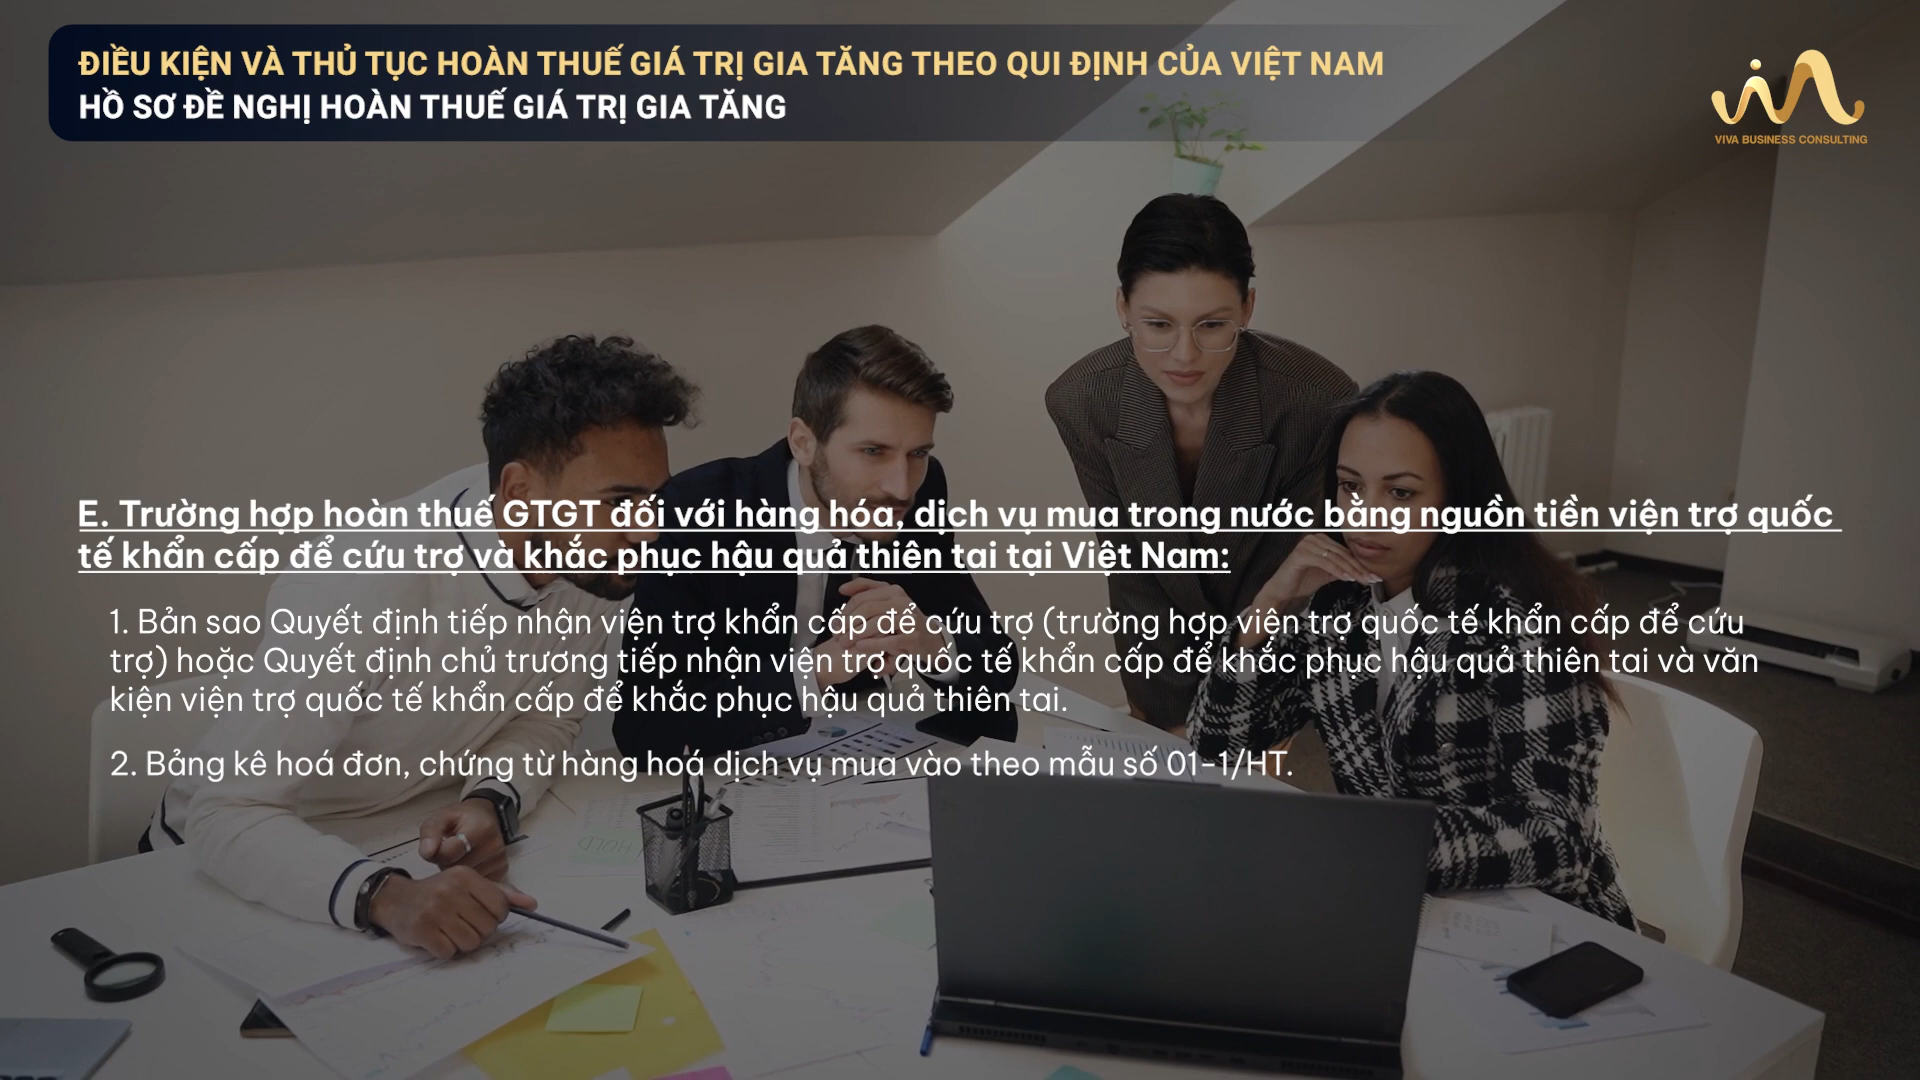 ĐIỀU KIỆN VÀ THỦ TỤC HOÀN THUẾ GIÁ TRỊ GIA TĂNG THEO QUI ĐỊNH CỦA VIỆT NAM
HỒ SƠ ĐỀ NGHỊ HOÀN THUẾ GIÁ TRỊ GIA TĂNG
VIVA BUSINESS CONSULTING
E. Trường hợp hoàn thuế GTGT đối với hàng hóa, dịch vụ mua trong nước bằng nguồn tiền viện trợ quốc
tế khẩn cấp để cứu trợ và khắc phục hậu quả thiên tai tại Việt Nam:
1. Bản sao Quyết định tiếp nhận viện trợ khẩn cấp để cứu trợ (trường hợp viện trợ quốc tế khẩn cấp để cứu
trợ) hoặc Quyết định chủ trương tiếp nhận viện trợ quốc tế khẩn cấp để khắc phục hậu quả thiên tai và văn
kiện viện trợ quốc tế khẩn cấp để khắc phục hậu quả thiên tai.
2. Bảng kê hoá đơn, chứng từ hàng hoá dịch vụ mua vào theo mẫu số 01-1/HT.
HOLD